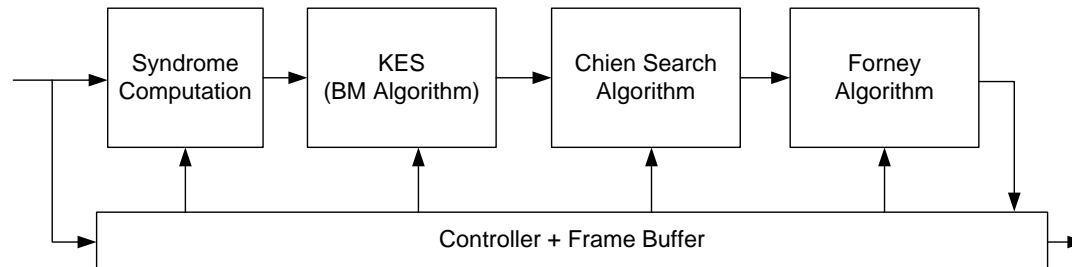 Syndrome
Computation
KES
(BM Algorithm)
Chien Search
Algorithm
Forney
Algorithm
Controller + Frame Buffer